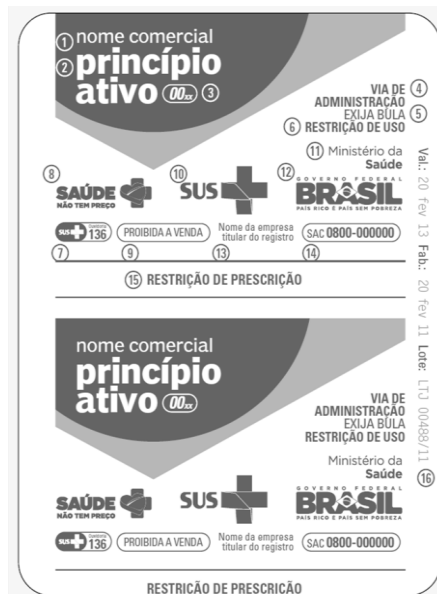 1 nome comercial
2 princípio
ativo 00xx 3
VIA DE 4
ADMINISTRAÇÃO
EXIJA BULA 5
6 RESTRIÇÃO DE USO
11 Ministério da
Saúde
8 10 12
SAÚDE
NÃO TEM PREÇO
SUS
GOVERNO FEDERAL
BRASIL
PAÍS RICO É PAÍS SEM POBREZA
SUS 136
PROIBIDA A VENDA
Nome da empresa
titular do registro
SAC 0800-000000
7 9 13 14
15 RESTRIÇÃO DE PRESCRIÇÃO
nome comercial
princípio
ativo 00xx
VIA DE
ADMINISTRAÇÃO
EXIJA BULA
RESTRIÇÃO DE USO
Ministério da
Saúde
SAÚDE
NÃO TEM PREÇO
SUS
GOVERNO FEDERAL
BRASIL
PAÍS RICO É PAÍS SEM POBREZA
SUS 136
PROIBIDA A VENDA
Nome da empresa
titular do registro
SAC 0800-000000
RESTRIÇÃO DE PRESCRIÇÃO
Val.: 20 fev 13 Fab.: 20 fev 11 Lote: LTJ 00488/11
16